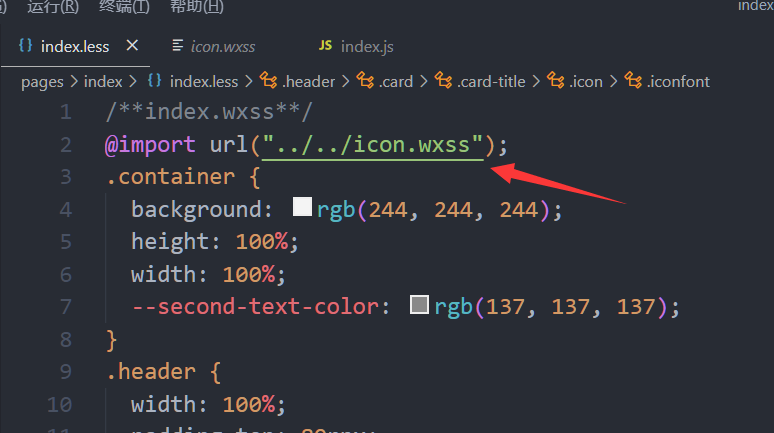 运行(R) 终端(T) 帮助(H) index
index.less × icon.wxss JS index.js
pages > index > {} index.less > .header > .card > .card-title > .icon > .iconfont
1 /**index.wxss**/
2 @import url("../../icon.wxss");
3 .container {
4 background: rgb(244, 244, 244);
5 height: 100%;
6 width: 100%;
7 --second-text-color: rgb(137, 137, 137);
8 }
9 .header {
10 width: 100%;